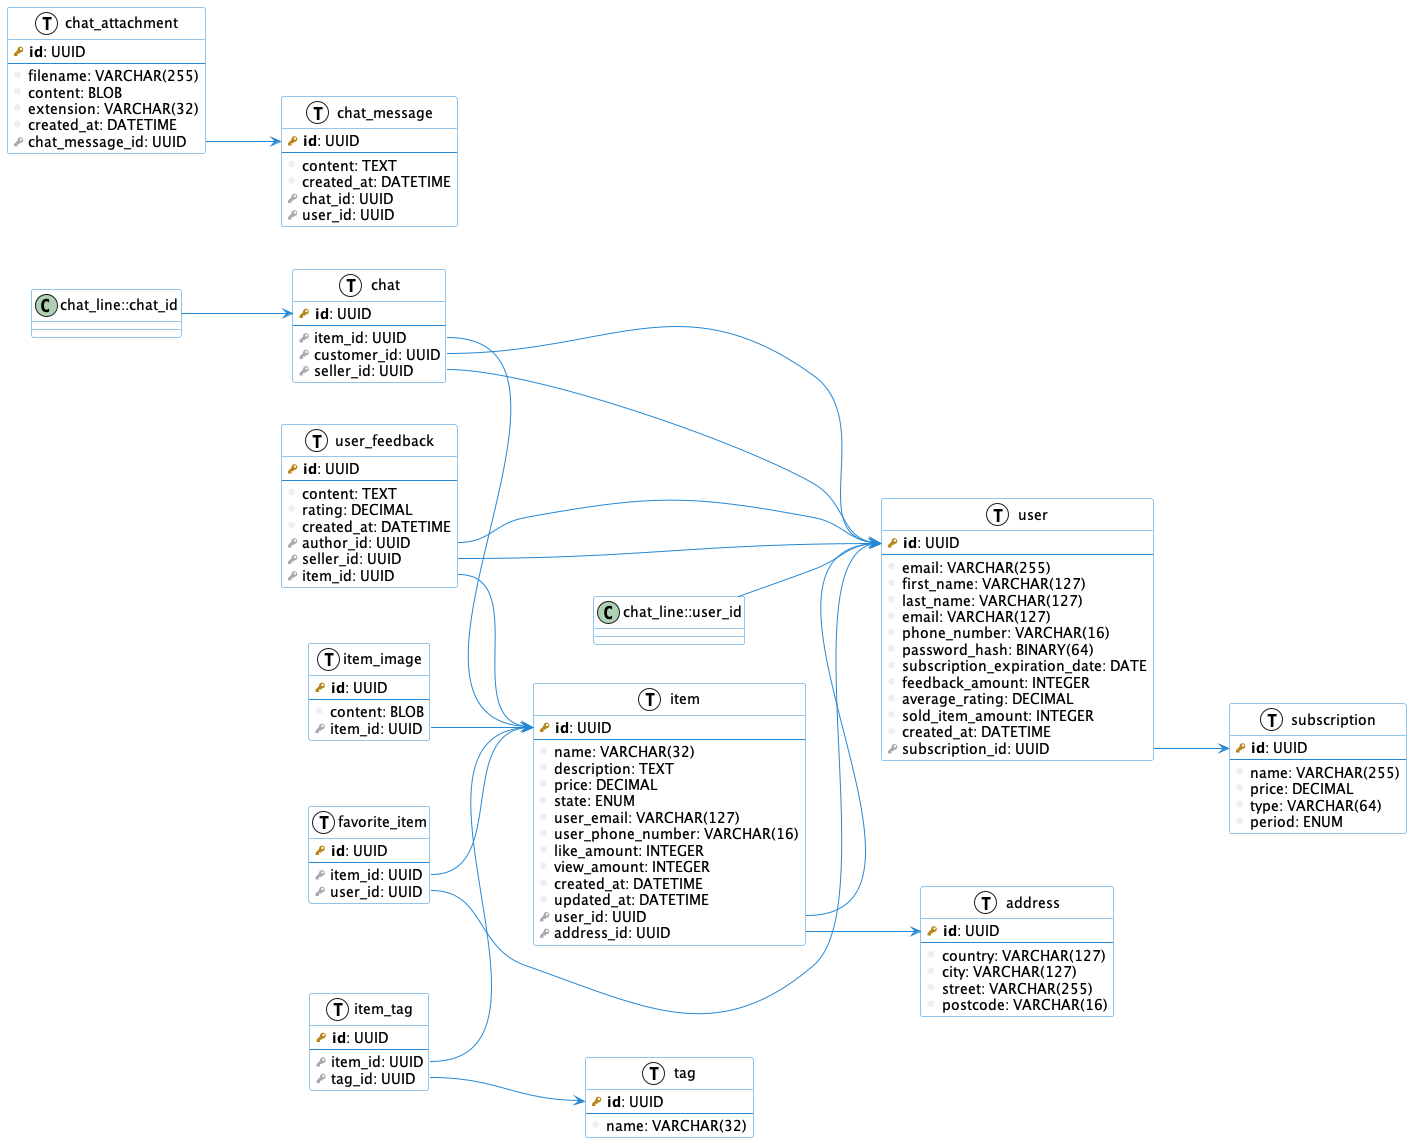 T chat_attachment
id: UUID
filename: VARCHAR(255)
content: BLOB
extension: VARCHAR(32)
created_at: DATETIME
chat_message_id: UUID
T chat_message
id: UUID
content: TEXT
created_at: DATETIME
chat_id: UUID
user_id: UUID
C chat_line::chat_id
T chat
id: UUID
item_id: UUID
customer_id: UUID
seller_id: UUID
T user_feedback
id: UUID
content: TEXT
rating: DECIMAL
created_at: DATETIME
author_id: UUID
seller_id: UUID
item_id: UUID
C chat_line::user_id
T user
id: UUID
email: VARCHAR(255)
first_name: VARCHAR(127)
last_name: VARCHAR(127)
email: VARCHAR(127)
phone_number: VARCHAR(16)
password_hash: BINARY(64)
subscription_expiration_date: DATE
feedback_amount: INTEGER
average_rating: DECIMAL
sold_item_amount: INTEGER
created_at: DATETIME
subscription_id: UUID
T item_image
id: UUID
content: BLOB
item_id: UUID
T item
id: UUID
name: VARCHAR(32)
description: TEXT
price: DECIMAL
state: ENUM
user_email: VARCHAR(127)
user_phone_number: VARCHAR(16)
like_amount: INTEGER
view_amount: INTEGER
created_at: DATETIME
updated_at: DATETIME
user_id: UUID
address_id: UUID
T subscription
id: UUID
name: VARCHAR(255)
price: DECIMAL
type: VARCHAR(64)
period: ENUM
T favorite_item
id: UUID
item_id: UUID
user_id: UUID
T address
id: UUID
country: VARCHAR(127)
city: VARCHAR(127)
street: VARCHAR(255)
postcode: VARCHAR(16)
T item_tag
id: UUID
item_id: UUID
tag_id: UUID
T tag
id: UUID
name: VARCHAR(32)